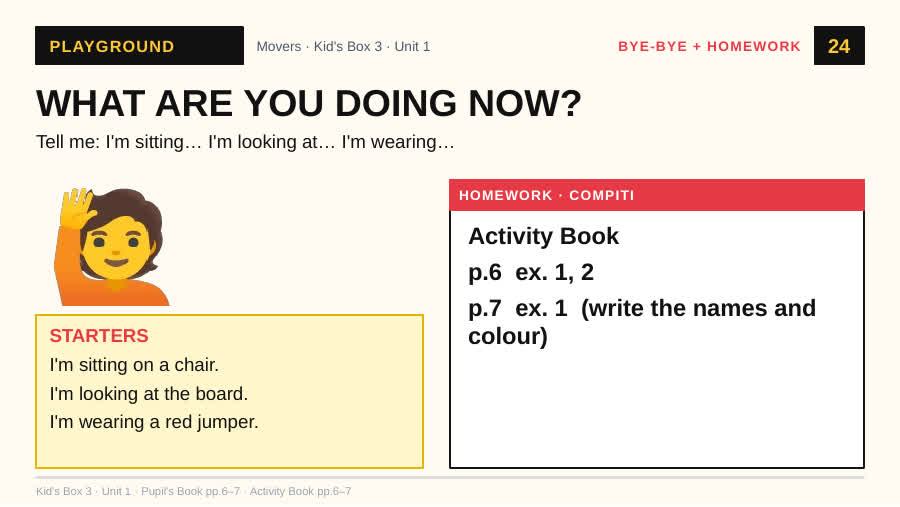 PLAYGROUND
Movers · Kid's Box 3 · Unit 1
BYE-BYE + HOMEWORK
24
WHAT ARE YOU DOING NOW?
Tell me: I'm sitting… I'm looking at… I'm wearing…
STARTERS
I'm sitting on a chair.
I'm looking at the board.
I'm wearing a red jumper.
HOMEWORK · COMPITI
Activity Book
p.6 ex. 1, 2
p.7 ex. 1 (write the names and
colour)
Kid's Box 3 · Unit 1 · Pupil's Book pp.6–7 · Activity Book pp.6–7